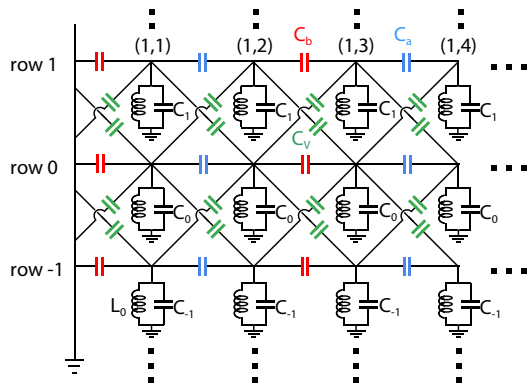 C_b C_a
(1,1) (1,2) (1,3) (1,4)
row 1
C_1 C_1 C_1 C_1
C_v
row 0
C_0 C_0 C_0 C_0
row -1
L_0 C_-1 C_-1 C_-1 C_-1